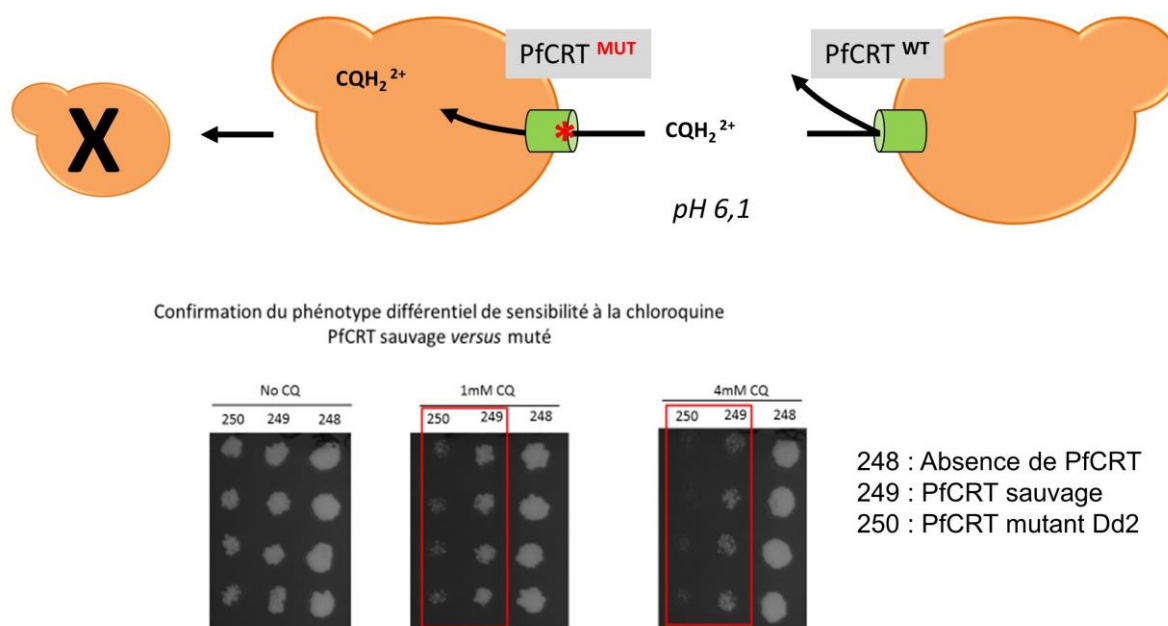 PfCRT MUT
PfCRT WT
CQH₂ ²⁺
CQH₂ ²⁺
X
pH 6,1
Confirmation du phénotype différentiel de sensibilité à la chloroquine
PfCRT sauvage versus muté
No CQ
250 249 248
1mM CQ
250 249 248
4mM CQ
250 249 248
248 : Absence de PfCRT
249 : PfCRT sauvage
250 : PfCRT mutant Dd2